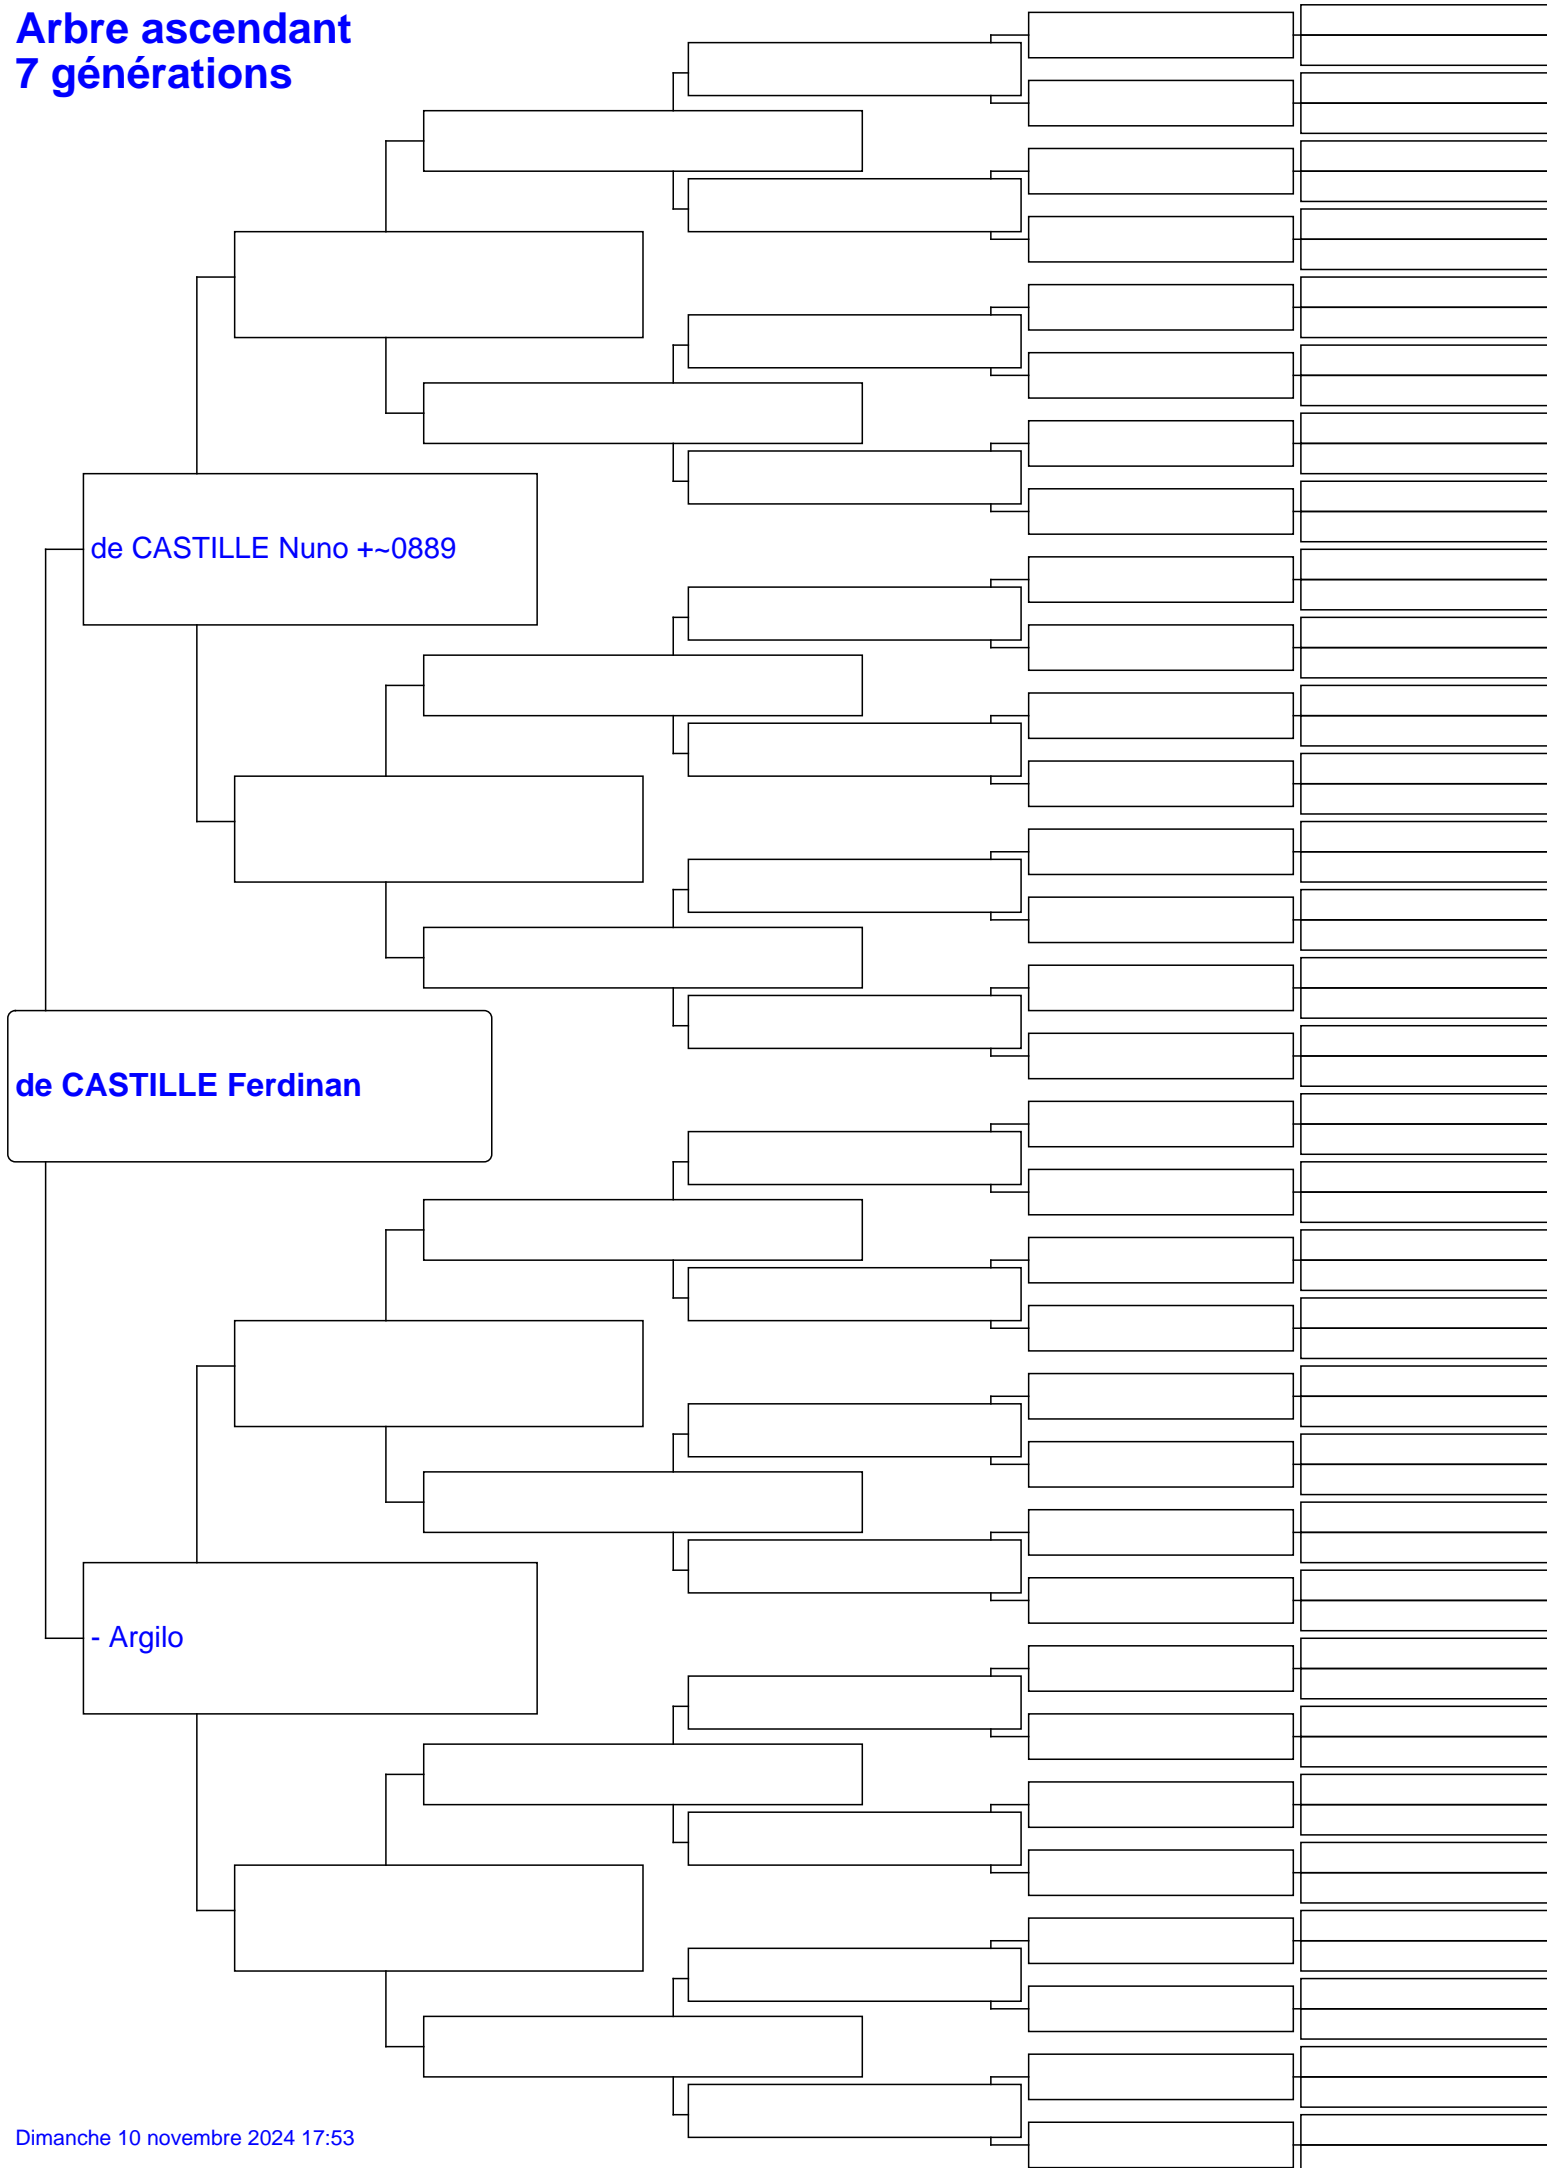 Arbre ascendant
7 générations
de CASTILLE Nuno +~0889
de CASTILLE Ferdinan
- Argilo
Dimanche 10 novembre 2024 17:53